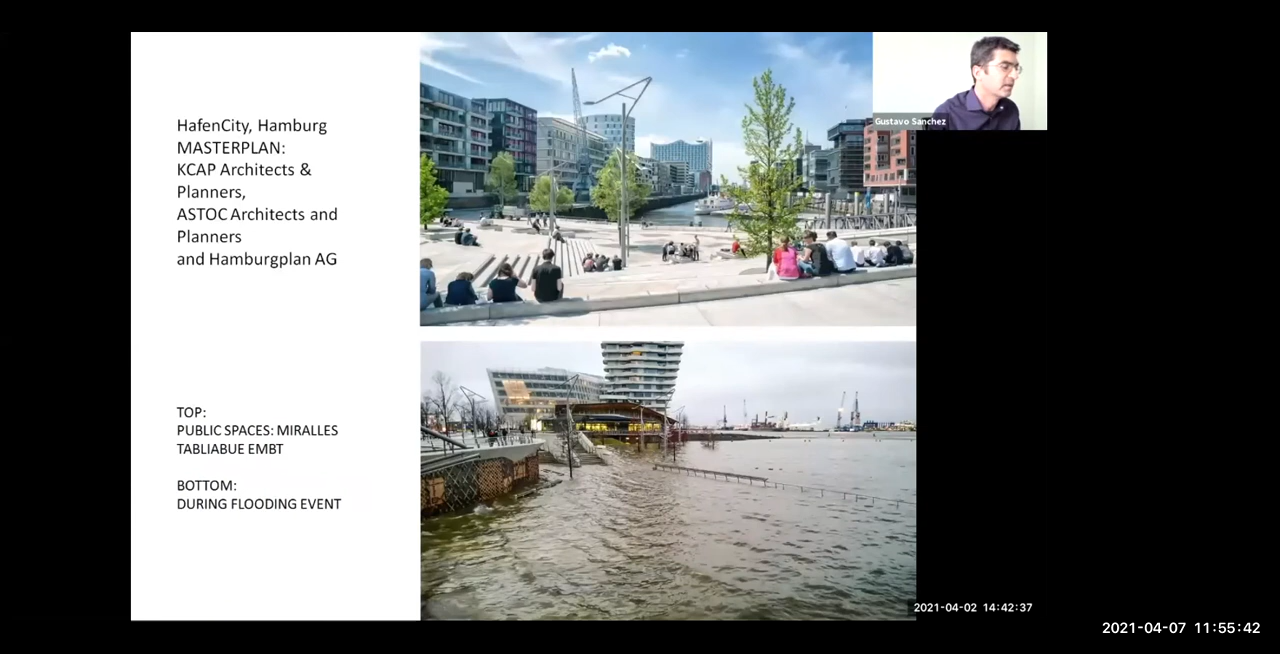 HafenCity, Hamburg
MASTERPLAN:
KCAP Architects &
Planners,
ASTOC Architects and
Planners
and Hamburgplan AG
TOP:
PUBLIC SPACES: MIRALLES
TABLIABUE EMBT
BOTTOM:
DURING FLOODING EVENT
Gustavo Sanchez
2021-04-02 14:42:37
2021-04-07 11:55:42